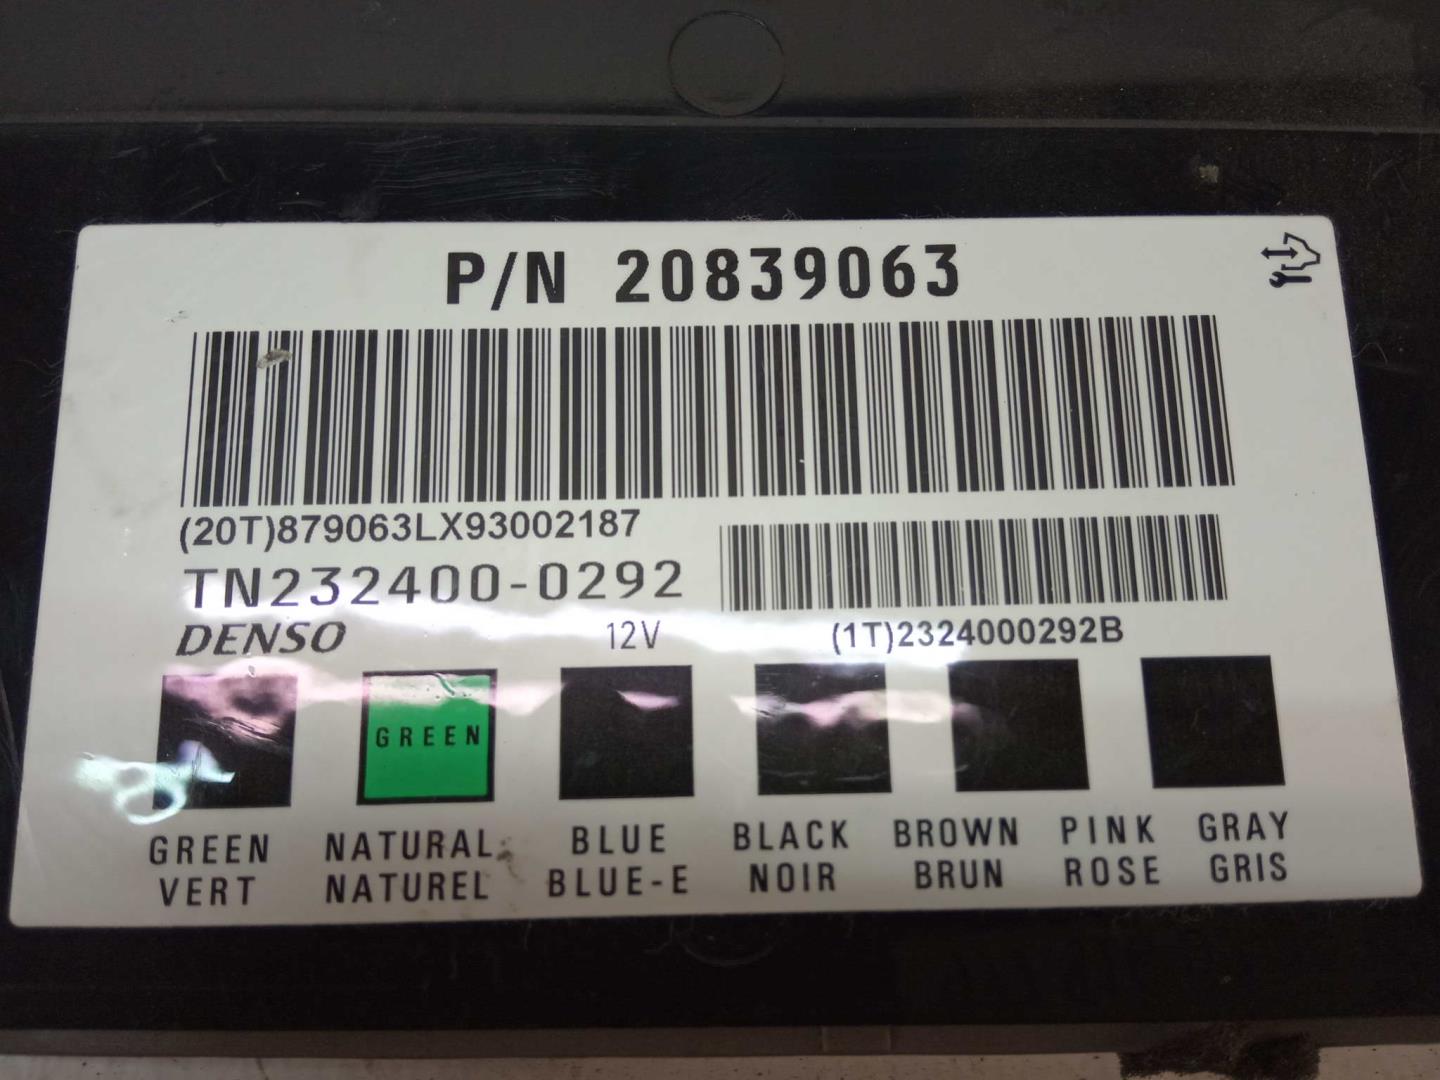 P/N 20839063
(20T)879063LX93002187
TN232400-0292
DENSO 12V (1T)2324000292B
GREEN
GREEN NATURAL BLUE BLACK BROWN PINK GRAY
VERT NATUREL BLUE-E NOIR BRUN ROSE GRIS